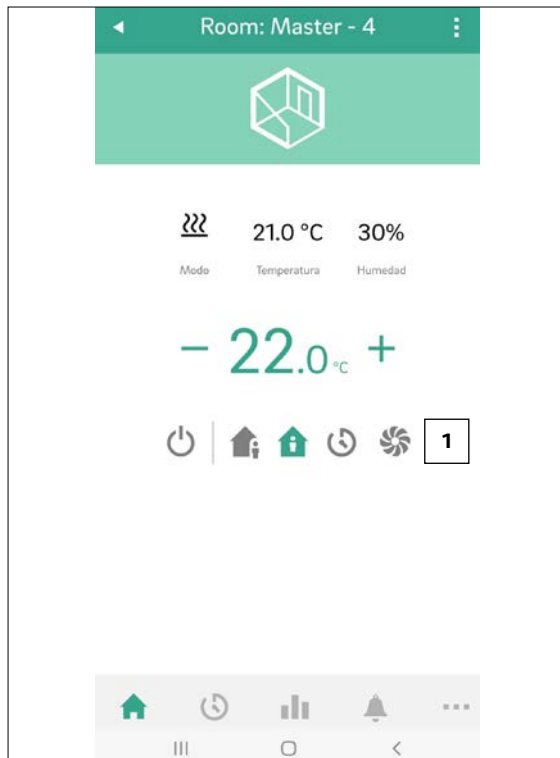 Room: Master - 4
21.0 °C 30%
Modo Temperatura Humedad
− 22.0 °C +
1